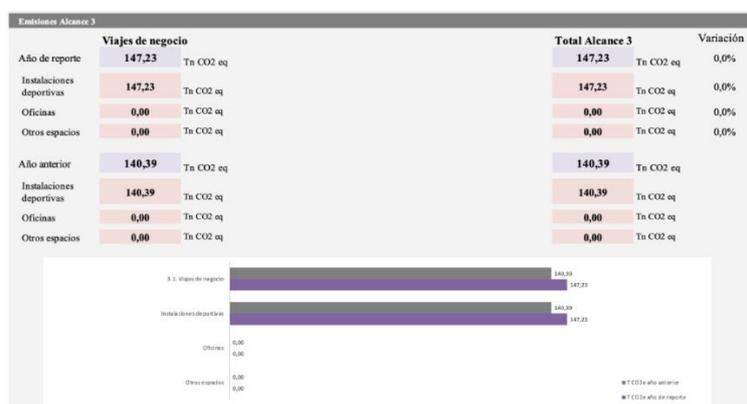 Emisiones Alcance 3
Viajes de negocio Total Alcance 3 Variación
Año de reporte 147,23 Tn CO2 eq 147,23 Tn CO2 eq 0,0%
Instalaciones deportivas 147,23 Tn CO2 eq 147,23 Tn CO2 eq 0,0%
Oficinas 0,00 Tn CO2 eq 0,00 Tn CO2 eq 0,0%
Otros espacios 0,00 Tn CO2 eq 0,00 Tn CO2 eq 0,0%
Año anterior 140,39 Tn CO2 eq 140,39 Tn CO2 eq
Instalaciones deportivas 140,39 Tn CO2 eq 140,39 Tn CO2 eq
Oficinas 0,00 Tn CO2 eq 0,00 Tn CO2 eq
Otros espacios 0,00 Tn CO2 eq 0,00 Tn CO2 eq
3.1. Viajes de negocio 140,39
147,23
Instalaciones deportivas 140,39
147,23
Oficinas 0,00
0,00
Otros espacios 0,00
0,00
T CO2e año anterior
T CO2e año de reporte